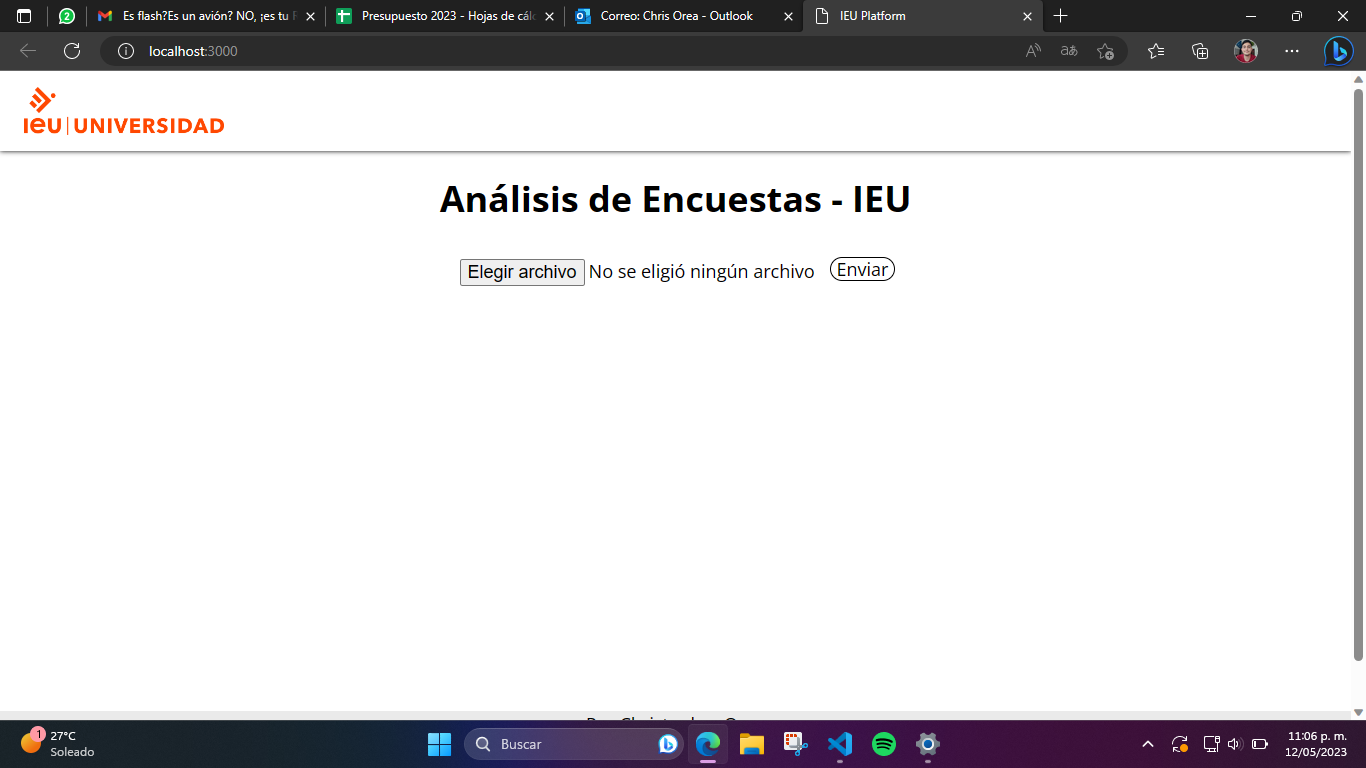 2
Es flash?Es un avión? NO, ¡es tu
Presupuesto 2023 - Hojas de cálc
Correo: Chris Orea - Outlook
IEU Platform
localhost:3000
IEU | UNIVERSIDAD
Análisis de Encuestas - IEU
Elegir archivo No se eligió ningún archivo Enviar
1
27°C
Soleado
Buscar
11:06 p. m.
12/05/2023